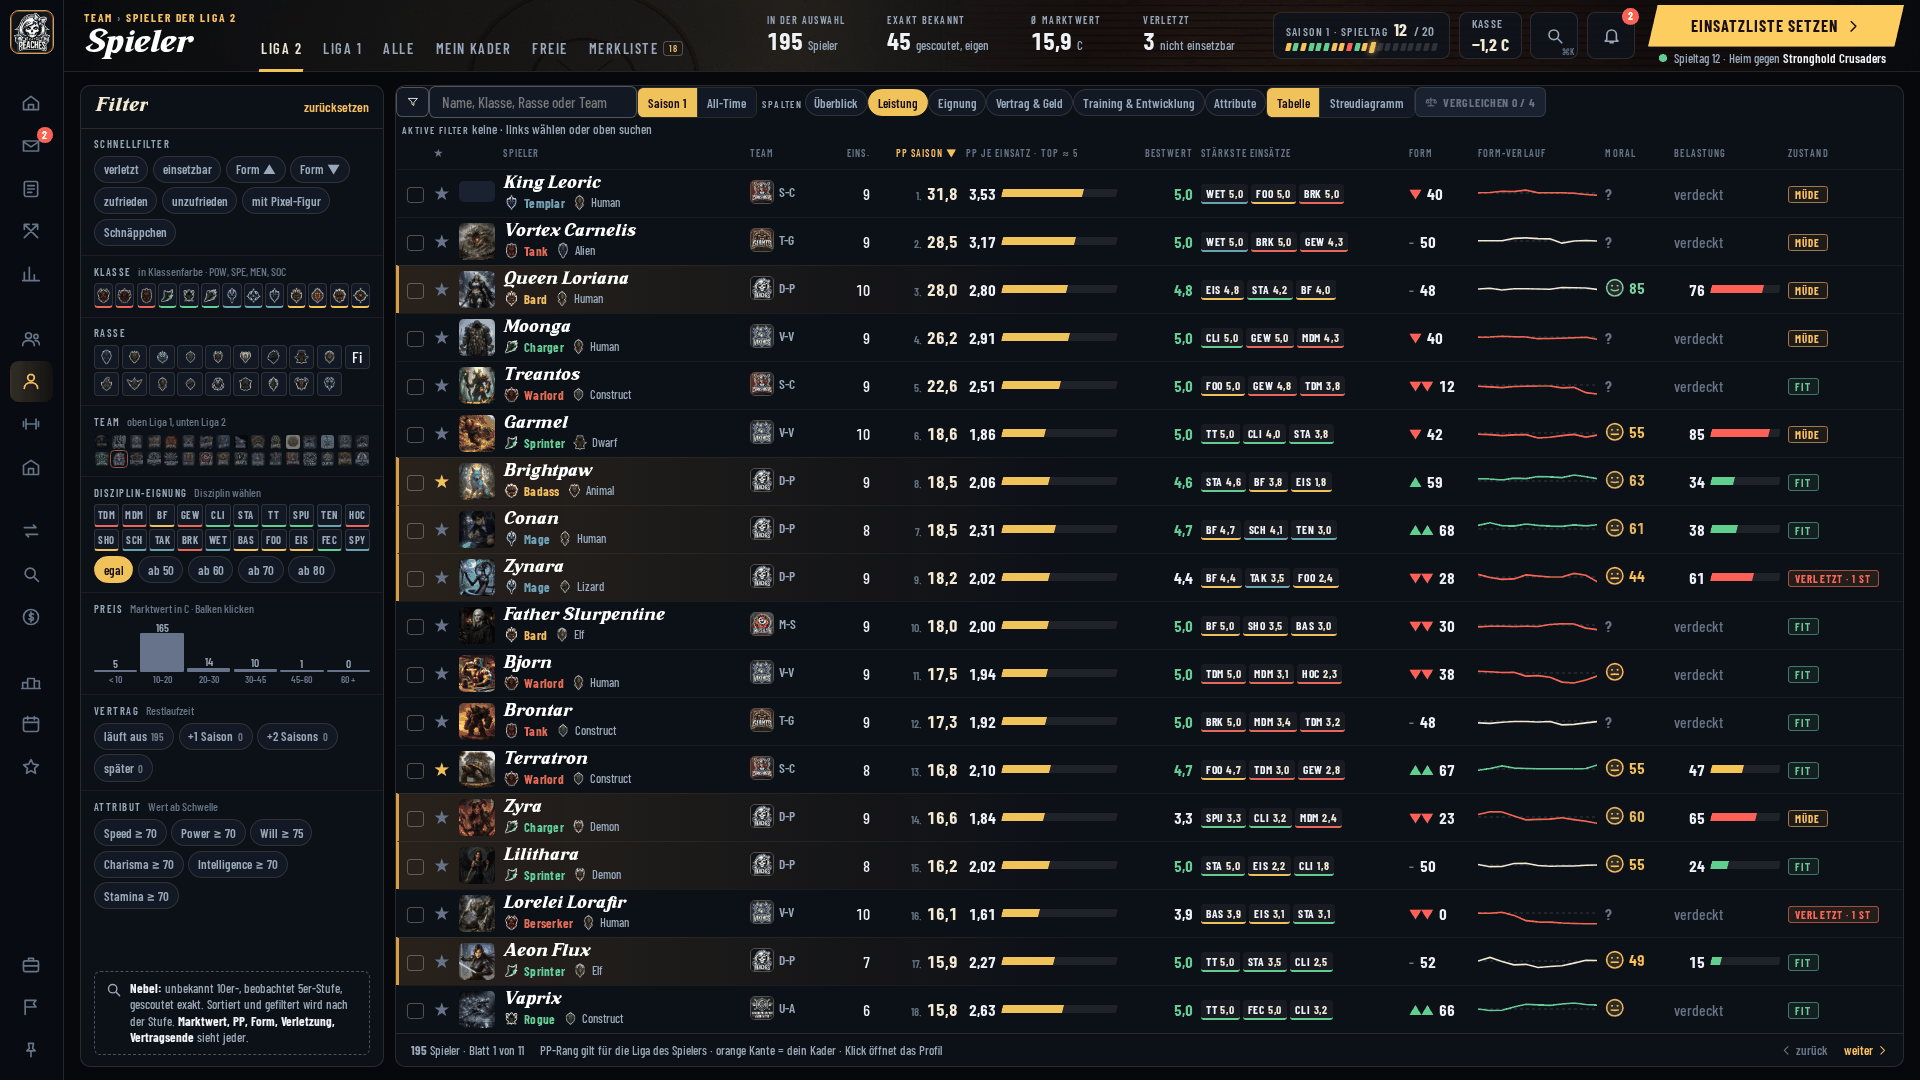 TEAM › SPIELER DER LIGA 2
Spieler
LIGA 2 LIGA 1 ALLE MEIN KADER FREIE MERKLISTE 18
IN DER AUSWAHL
195 Spieler
EXAKT BEKANNT
45 gescoutet, eigen
Ø MARKTWERT
15,9 C
VERLETZT
3 nicht einsetzbar
SAISON 1 · SPIELTAG 12 / 20
KASSE
−1,2 C
⌘K
2
EINSATZLISTE SETZEN
Spieltag 12 · Heim gegen Stronghold Crusaders
2
Filter
zurücksetzen
SCHNELLFILTER
verletzt einsetzbar Form ▲ Form ▼
zufrieden unzufrieden mit Pixel-Figur
Schnäppchen
KLASSE in Klassenfarbe · POW, SPE, MEN, SOC
RASSE
Fi
TEAM oben Liga 1, unten Liga 2
DISZIPLIN-EIGNUNG Disziplin wählen
TDM MDM BF GEW CLI STA TT SPU TEN HOC
SHO SCH TAK BRK WET BAS FOO EIS FEC SPY
egal ab 50 ab 60 ab 70 ab 80
PREIS Marktwert in C · Balken klicken
5 165 14 10 1 0
<10 10-20 20-30 30-45 45-60 60+
VERTRAG Restlaufzeit
läuft aus 195 +1 Saison 0 +2 Saisons 0
später 0
ATTRIBUT Wert ab Schwelle
Speed ≥ 70 Power ≥ 70 Will ≥ 75
Charisma ≥ 70 Intelligence ≥ 70
Stamina ≥ 70
Nebel: unbekannt 10er-, beobachtet 5er-Stufe, gescoutet exakt. Sortiert und gefiltert wird nach der Stufe. Marktwert, PP, Form, Verletzung, Vertragsende sieht jeder.
Name, Klasse, Rasse oder Team Saison 1 All-Time SPALTEN Überblick Leistung Eignung Vertrag & Geld Training & Entwicklung Attribute Tabelle Streudiagramm VERGLEICHEN 0 / 4
AKTIVE FILTER keine · links wählen oder oben suchen
★ SPIELER TEAM EINS. PP SAISON ▼ PP JE EINSATZ · TOP ≈ 5 BESTWERT STÄRKSTE EINSÄTZE FORM FORM-VERLAUF MORAL BELASTUNG ZUSTAND
King Leoric Templar Human S-C 9 1. 31,8 3,53 5,0 WET 5,0 FOO 5,0 BRK 5,0 ▼ 40 ? verdeckt MÜDE
Vortex Carnelis Tank Alien T-G 9 2. 28,5 3,17 5,0 WET 5,0 BRK 5,0 GEW 4,3 – 50 ? verdeckt MÜDE
Queen Loriana Bard Human D-P 10 3. 28,0 2,80 4,8 EIS 4,8 STA 4,2 BF 4,0 – 48 85 76 MÜDE
Moonga Charger Human V-V 9 4. 26,2 2,91 5,0 CLI 5,0 GEW 5,0 MDM 4,3 ▼ 40 ? verdeckt MÜDE
Treantos Warlord Construct S-C 9 5. 22,6 2,51 5,0 FOO 5,0 GEW 4,8 TDM 3,8 ▼▼ 12 ? verdeckt FIT
Garmel Sprinter Dwarf V-V 10 6. 18,6 1,86 5,0 TT 5,0 CLI 4,0 STA 3,8 ▼ 42 55 85 MÜDE
Brightpaw Badass Animal D-P 9 8. 18,5 2,06 4,6 STA 4,6 BF 3,8 EIS 1,8 ▲ 59 63 34 FIT
Conan Mage Human D-P 8 7. 18,5 2,31 4,7 BF 4,7 SCH 4,1 TEN 3,0 ▲▲ 68 61 38 FIT
Zynara Mage Lizard D-P 9 9. 18,2 2,02 4,4 BF 4,4 TAK 3,5 FOO 2,4 ▼▼ 28 44 61 VERLETZT · 1 ST
Father Slurpentine Bard Elf M-S 9 10. 18,0 2,00 5,0 BF 5,0 SHO 3,5 BAS 3,0 ▼▼ 30 ? verdeckt FIT
Bjorn Warlord Human V-V 9 11. 17,5 1,94 5,0 TDM 5,0 MDM 3,1 HOC 2,3 ▼▼ 38 verdeckt FIT
Brontar Tank Construct T-G 9 12. 17,3 1,92 5,0 BRK 5,0 MDM 3,4 TDM 3,2 – 48 ? verdeckt FIT
Terratron Warlord Construct S-C 8 13. 16,8 2,10 4,7 FOO 4,7 TDM 3,0 GEW 2,8 ▲▲ 67 55 47 FIT
Zyra Charger Demon D-P 9 14. 16,6 1,84 3,3 SPU 3,3 CLI 3,2 MDM 2,4 ▼▼ 23 60 65 MÜDE
Lilithara Sprinter Demon D-P 8 15. 16,2 2,02 5,0 STA 5,0 EIS 2,2 CLI 1,8 – 50 55 24 FIT
Lorelei Lorafir Berserker Human V-V 10 16. 16,1 1,61 3,9 BAS 3,9 EIS 3,1 STA 3,1 ▼▼ 0 ? verdeckt VERLETZT · 1 ST
Aeon Flux Sprinter Elf D-P 7 17. 15,9 2,27 5,0 TT 5,0 STA 3,5 CLI 2,5 – 52 49 15 FIT
Vaprix Rogue Construct U-A 6 18. 15,8 2,63 5,0 TT 5,0 FEC 5,0 CLI 3,2 ▲▲ 66 verdeckt FIT
195 Spieler · Blatt 1 von 11 PP-Rang gilt für die Liga des Spielers · orange Kante = dein Kader · Klick öffnet das Profil zurück weiter